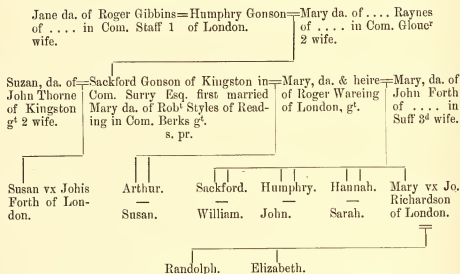 Jane da. of Roger Gibbins=Humphry Gonson=Mary da. of .... Raynes
of .... in Com. Staff 1 of London. of .... in Com. Gloucr
wife. 2 wife.
Suzan, da. of=Sackford Gonson of Kingston in=Mary, da. & heire=Mary, da. of
John Thorne Com. Surry Esq. first married of Roger Wareing John Forth
of Kingston Mary da. of Robt Styles of Read- of London, gt. of .... in
gt 2 wife. ing in Com. Berks gt. Suff 3d wife.
s. pr.
Susan vx Johis Arthur. Sackford. Humphry. Hannah. Mary vx Jo.
Forth of Lon- — — — — Richardson
don. Susan. William. John. Sarah. of London.
Randolph. Elizabeth.